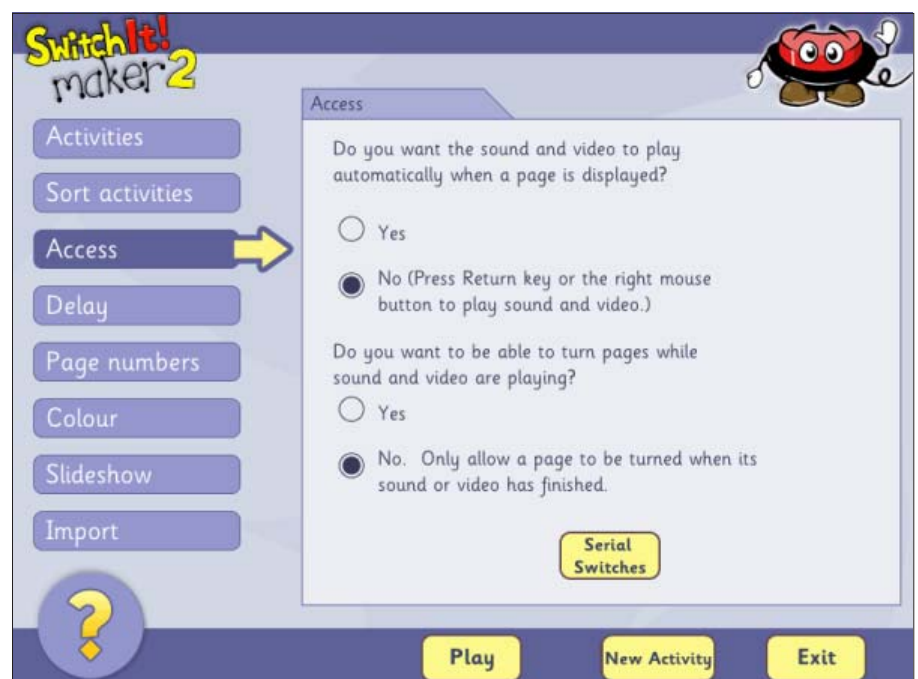 SwitchIt!
maker 2
Access
Activities
Sort activities
Access
Delay
Page numbers
Colour
Slideshow
Import
Do you want the sound and video to play
automatically when a page is displayed?
Yes
No (Press Return key or the right mouse
button to play sound and video.)
Do you want to be able to turn pages while
sound and video are playing?
Yes
No. Only allow a page to be turned when its
sound or video has finished.
Serial
Switches
?
Play
New Activity
Exit